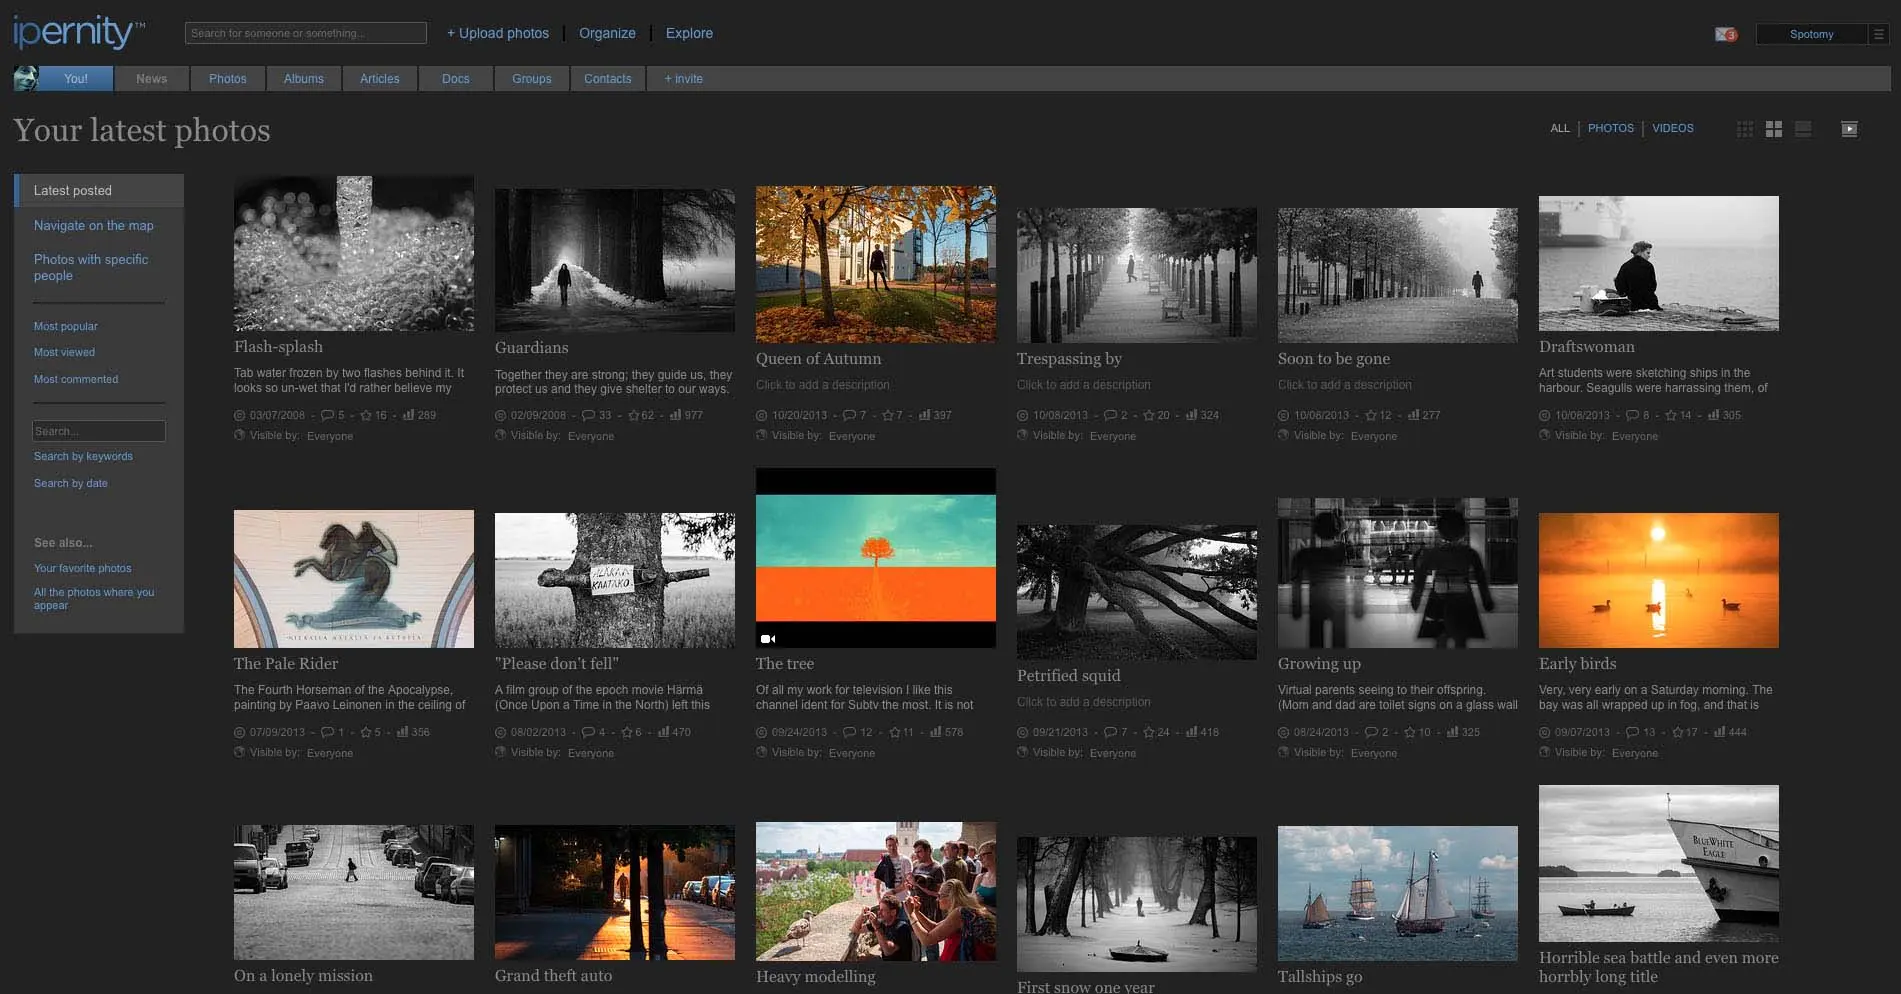 ipernity™
Search for someone or something...
+ Upload photos | Organize | Explore
3
Spotomy
You! News Photos Albums Articles Docs Groups Contacts + invite
Your latest photos
ALL | PHOTOS | VIDEOS
Latest posted
Navigate on the map
Photos with specific
people
Most popular
Most viewed
Most commented
Search...
Search by keywords
Search by date
See also...
Your favorite photos
All the photos where you
appear
Flash-splash
Tab water frozen by two flashes behind it. It
looks so un-wet that I'd rather believe my
03/07/2008 - 5 - 16 - 289
Visible by: Everyone
Guardians
Together they are strong; they guide us, they
protect us and they give shelter to our ways.
02/09/2008 - 33 - 62 - 977
Visible by: Everyone
Queen of Autumn
Click to add a description
10/20/2013 - 7 - 7 - 397
Visible by: Everyone
Trespassing by
Click to add a description
10/08/2013 - 2 - 20 - 324
Visible by: Everyone
Soon to be gone
Click to add a description
10/08/2013 - 12 - 277
Visible by: Everyone
Draftswoman
Art students were sketching ships in the
harbour. Seagulls were harrassing them, of
10/08/2013 - 8 - 14 - 305
Visible by: Everyone
The Pale Rider
The Fourth Horseman of the Apocalypse,
painting by Paavo Leinonen in the ceiling of
07/09/2013 - 1 - 5 - 356
Visible by: Everyone
ÄLKÄÄ
KAATAKO
"Please don't fell"
A film group of the epoch movie Härmä
(Once Upon a Time in the North) left this
08/02/2013 - 4 - 6 - 470
Visible by: Everyone
The tree
Of all my work for television I like this
channel ident for Subtv the most. It is not
09/24/2013 - 12 - 11 - 578
Visible by: Everyone
Petrified squid
Click to add a description
09/21/2013 - 7 - 24 - 418
Visible by: Everyone
Growing up
Virtual parents seeing to their offspring.
(Mom and dad are toilet signs on a glass wall
08/24/2013 - 2 - 10 - 325
Visible by: Everyone
Early birds
Very, very early on a Saturday morning. The
bay was all wrapped up in fog, and that is
09/07/2013 - 13 - 17 - 444
Visible by: Everyone
On a lonely mission
Grand theft auto
Heavy modelling
First snow one year
Tallships go
BLUEWHITE
EAGLE
Horrible sea battle and even more
horrbly long title